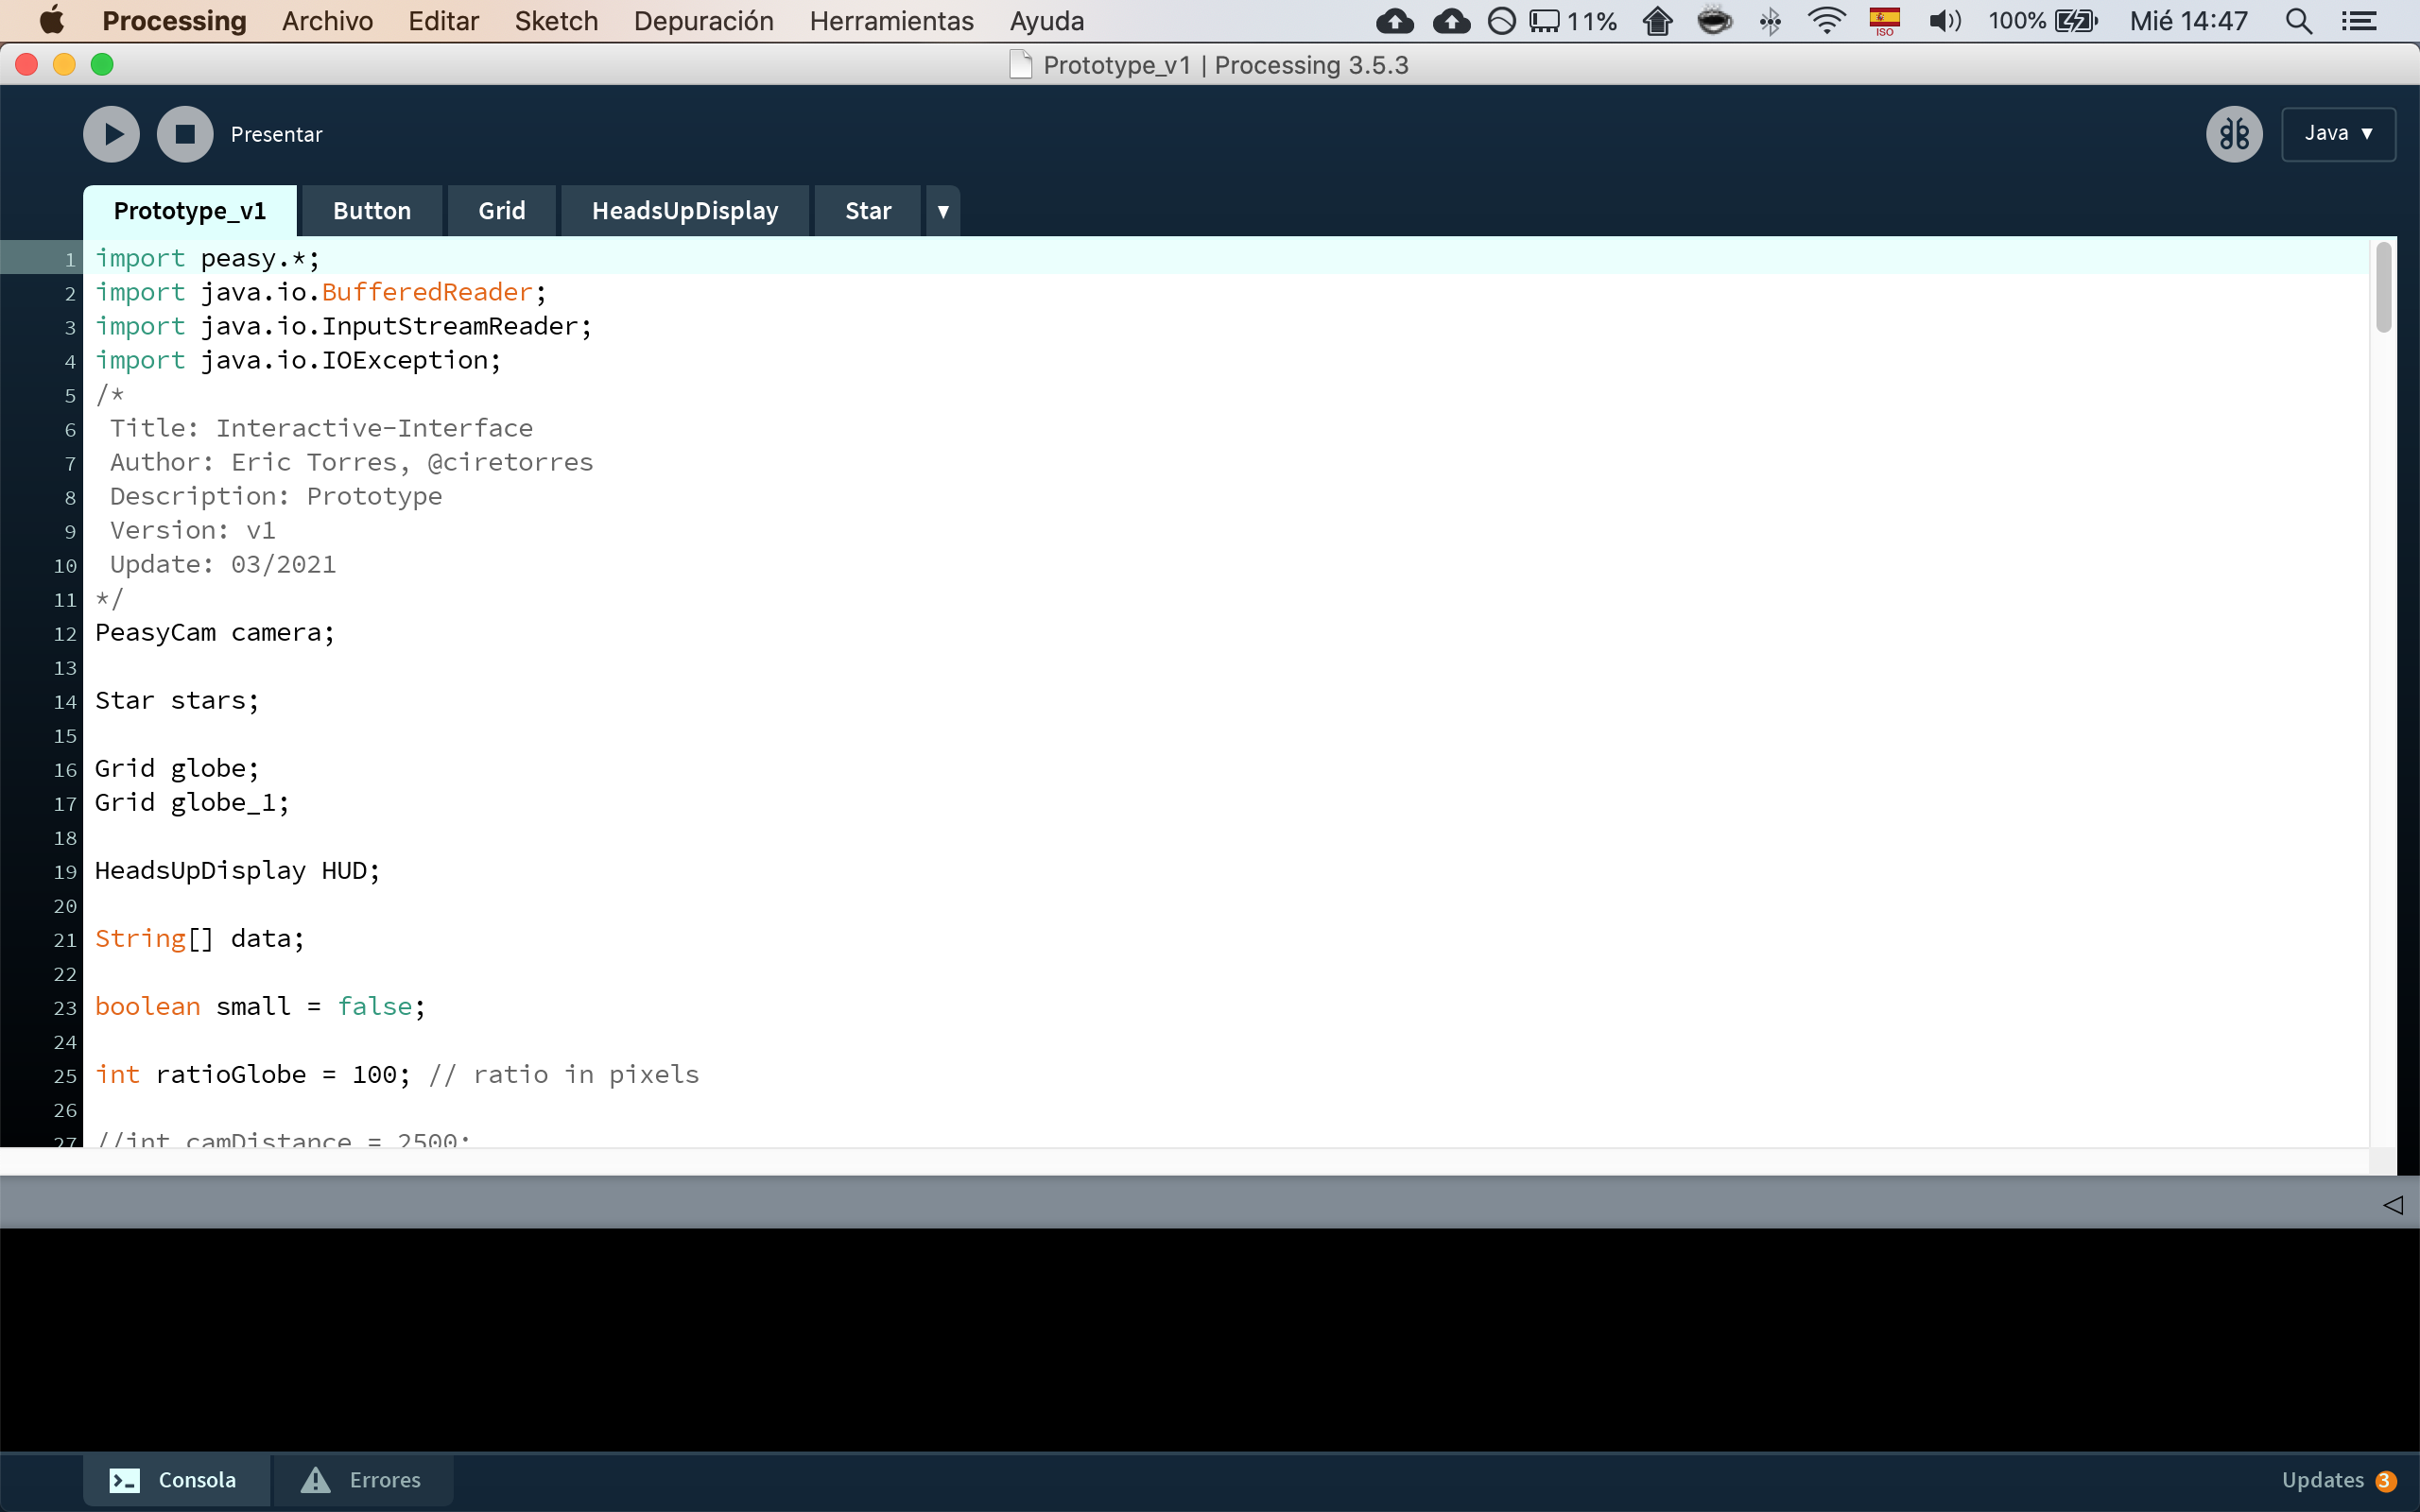 Processing Archivo Editar Sketch Depuración Herramientas Ayuda 11% ISO 100% Mié 14:47
Prototype_v1 | Processing 3.5.3
Presentar Java ▼
Prototype_v1 Button Grid HeadsUpDisplay Star ▼
1 import peasy.*;
2 import java.io.BufferedReader;
3 import java.io.InputStreamReader;
4 import java.io.IOException;
5 /*
6 Title: Interactive-Interface
7 Author: Eric Torres, @ciretorres
8 Description: Prototype
9 Version: v1
10 Update: 03/2021
11 */
12 PeasyCam camera;
13
14 Star stars;
15
16 Grid globe;
17 Grid globe_1;
18
19 HeadsUpDisplay HUD;
20
21 String[] data;
22
23 boolean small = false;
24
25 int ratioGlobe = 100; // ratio in pixels
26
27 //int camDistance = 2500;
Consola Errores Updates 3